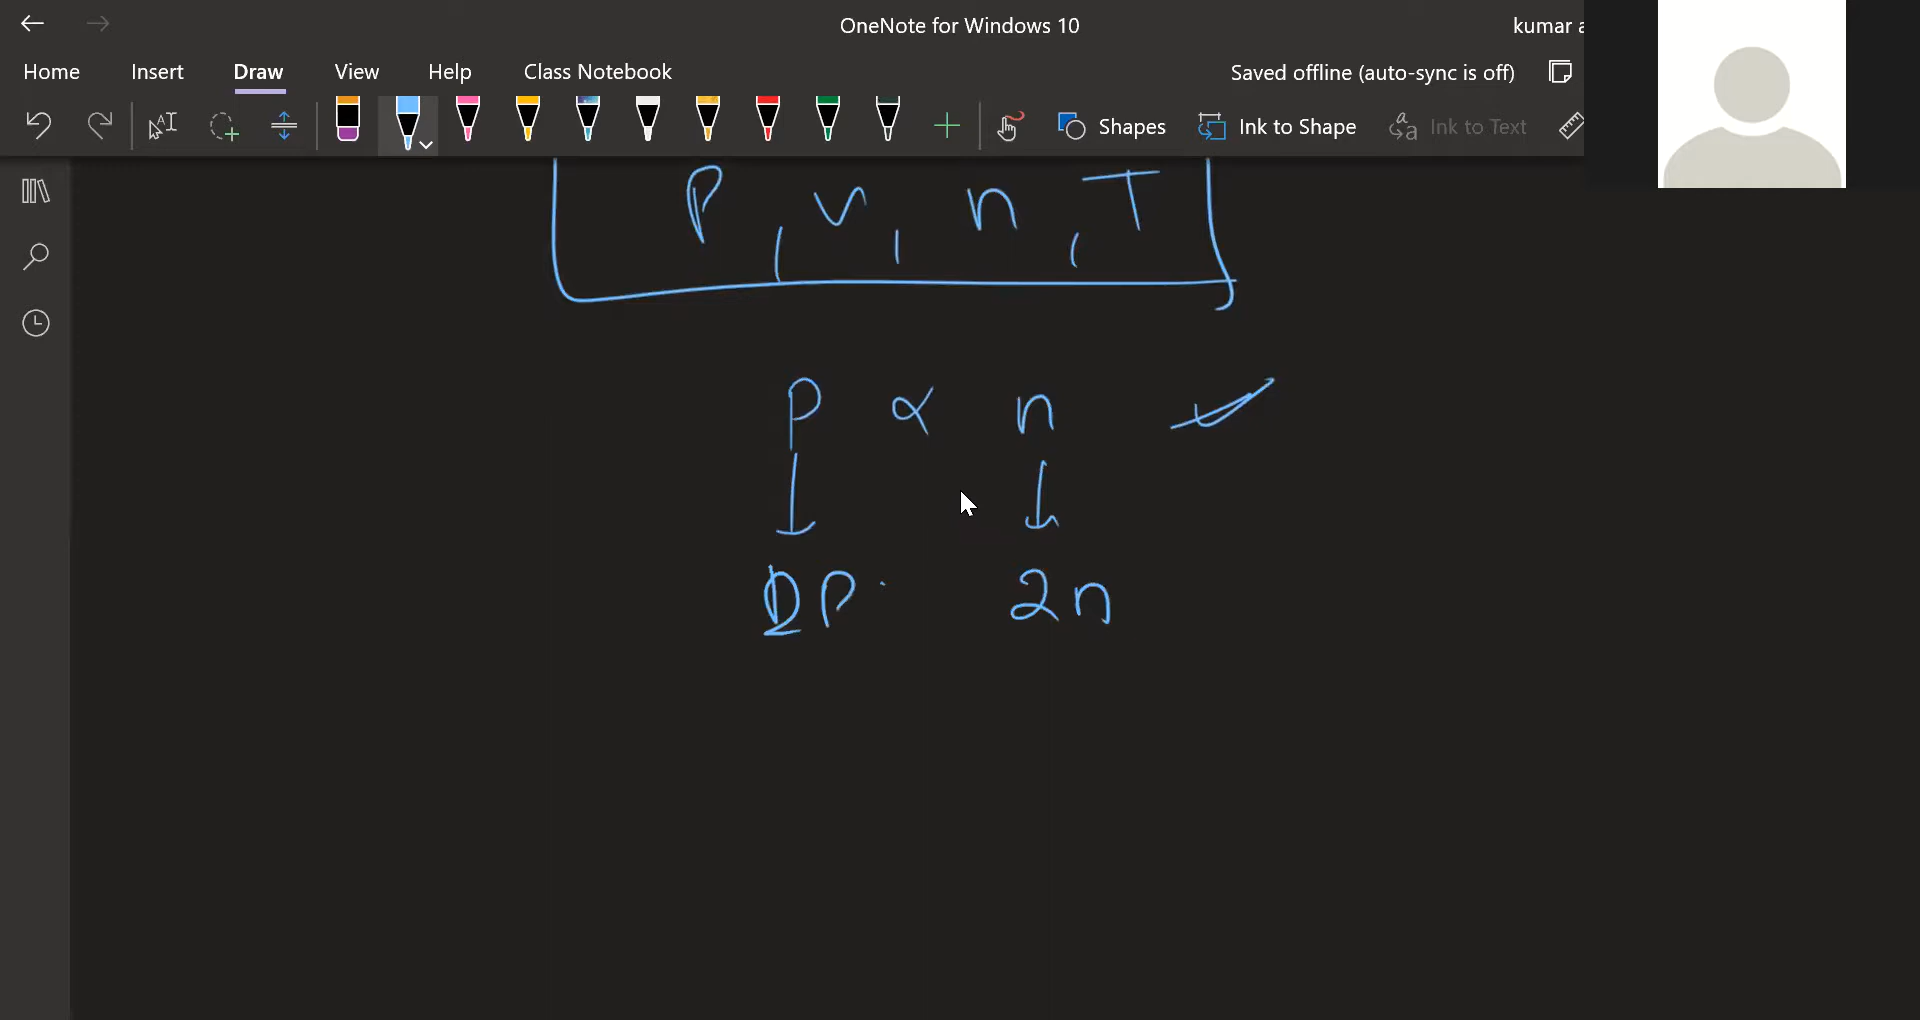 OneNote for Windows 10 kumar a
Home Insert Draw View Help Class Notebook Saved offline (auto-sync is off)
Shapes Ink to Shape Ink to Text
P, v, n, T
P ∝ n
2n